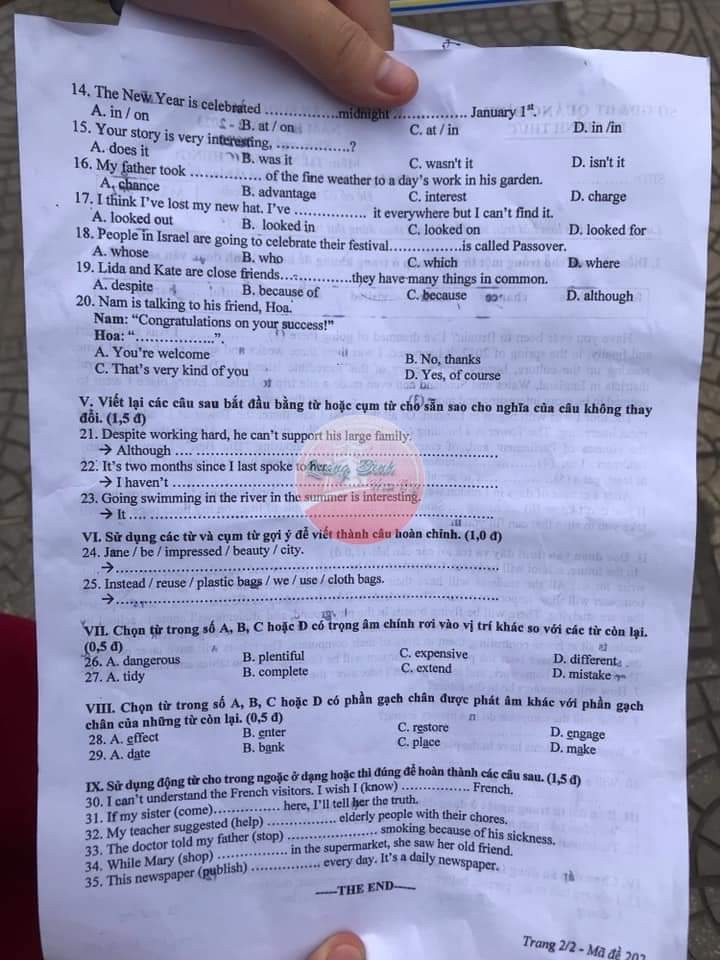 14. The New Year is celebrated ..................midnight .................. January 1st.
A. in / on B. at / on C. at / in D. in /in
15. Your story is very interesting, ..................?
A. does it B. was it C. wasn't it D. isn't it
16. My father took .................. of the fine weather to a day's work in his garden.
A. chance B. advantage C. interest D. charge
17. I think I've lost my new hat. I've .................. it everywhere but I can't find it.
A. looked out B. looked in C. looked on D. looked for
18. People in Israel are going to celebrate their festival..................is called Passover.
A. whose B. who C. which D. where
19. Lida and Kate are close friends..................they have many things in common.
A. despite B. because of C. because D. although
20. Nam is talking to his friend, Hoa.
Nam: “Congratulations on your success!”
Hoa: “..................”.
A. You're welcome B. No, thanks
C. That's very kind of you D. Yes, of course
V. Viết lại các câu sau bắt đầu bằng từ hoặc cụm từ cho sẵn sao cho nghĩa của câu không thay
đổi. (1,5 đ)
21. Despite working hard, he can't support his large family.
→ Although ..................
22. It's two months since I last spoke to her.
→ I haven't ..................
23. Going swimming in the river in the summer is interesting.
→ It ..................
VI. Sử dụng các từ và cụm từ gợi ý để viết thành câu hoàn chỉnh. (1,0 đ)
24. Jane / be / impressed / beauty / city.
→..................
25. Instead / reuse / plastic bags / we / use / cloth bags.
→..................
VII. Chọn từ trong số A, B, C hoặc D có trọng âm chính rơi vào vị trí khác so với các từ còn lại.
(0,5 đ)
26. A. dangerous B. plentiful C. expensive D. different
27. A. tidy B. complete C. extend D. mistake
VIII. Chọn từ trong số A, B, C hoặc D có phần gạch chân được phát âm khác với phần gạch
chân của những từ còn lại. (0,5 đ)
28. A. effect B. enter C. restore D. engage
29. A. date B. bank C. place D. make
IX. Sử dụng động từ cho trong ngoặc ở dạng hoặc thì đúng để hoàn thành các câu sau. (1,5 đ)
30. I can't understand the French visitors. I wish I (know) .................. French.
31. If my sister (come).................. here, I'll tell her the truth.
32. My teacher suggested (help) .................. elderly people with their chores.
33. The doctor told my father (stop) .................. smoking because of his sickness.
34. While Mary (shop) .................. in the supermarket, she saw her old friend.
35. This newspaper (publish) .................. every day. It's a daily newspaper.
-----THE END-----
Trang 2/2 - Mã đề 202
Quảng Bình